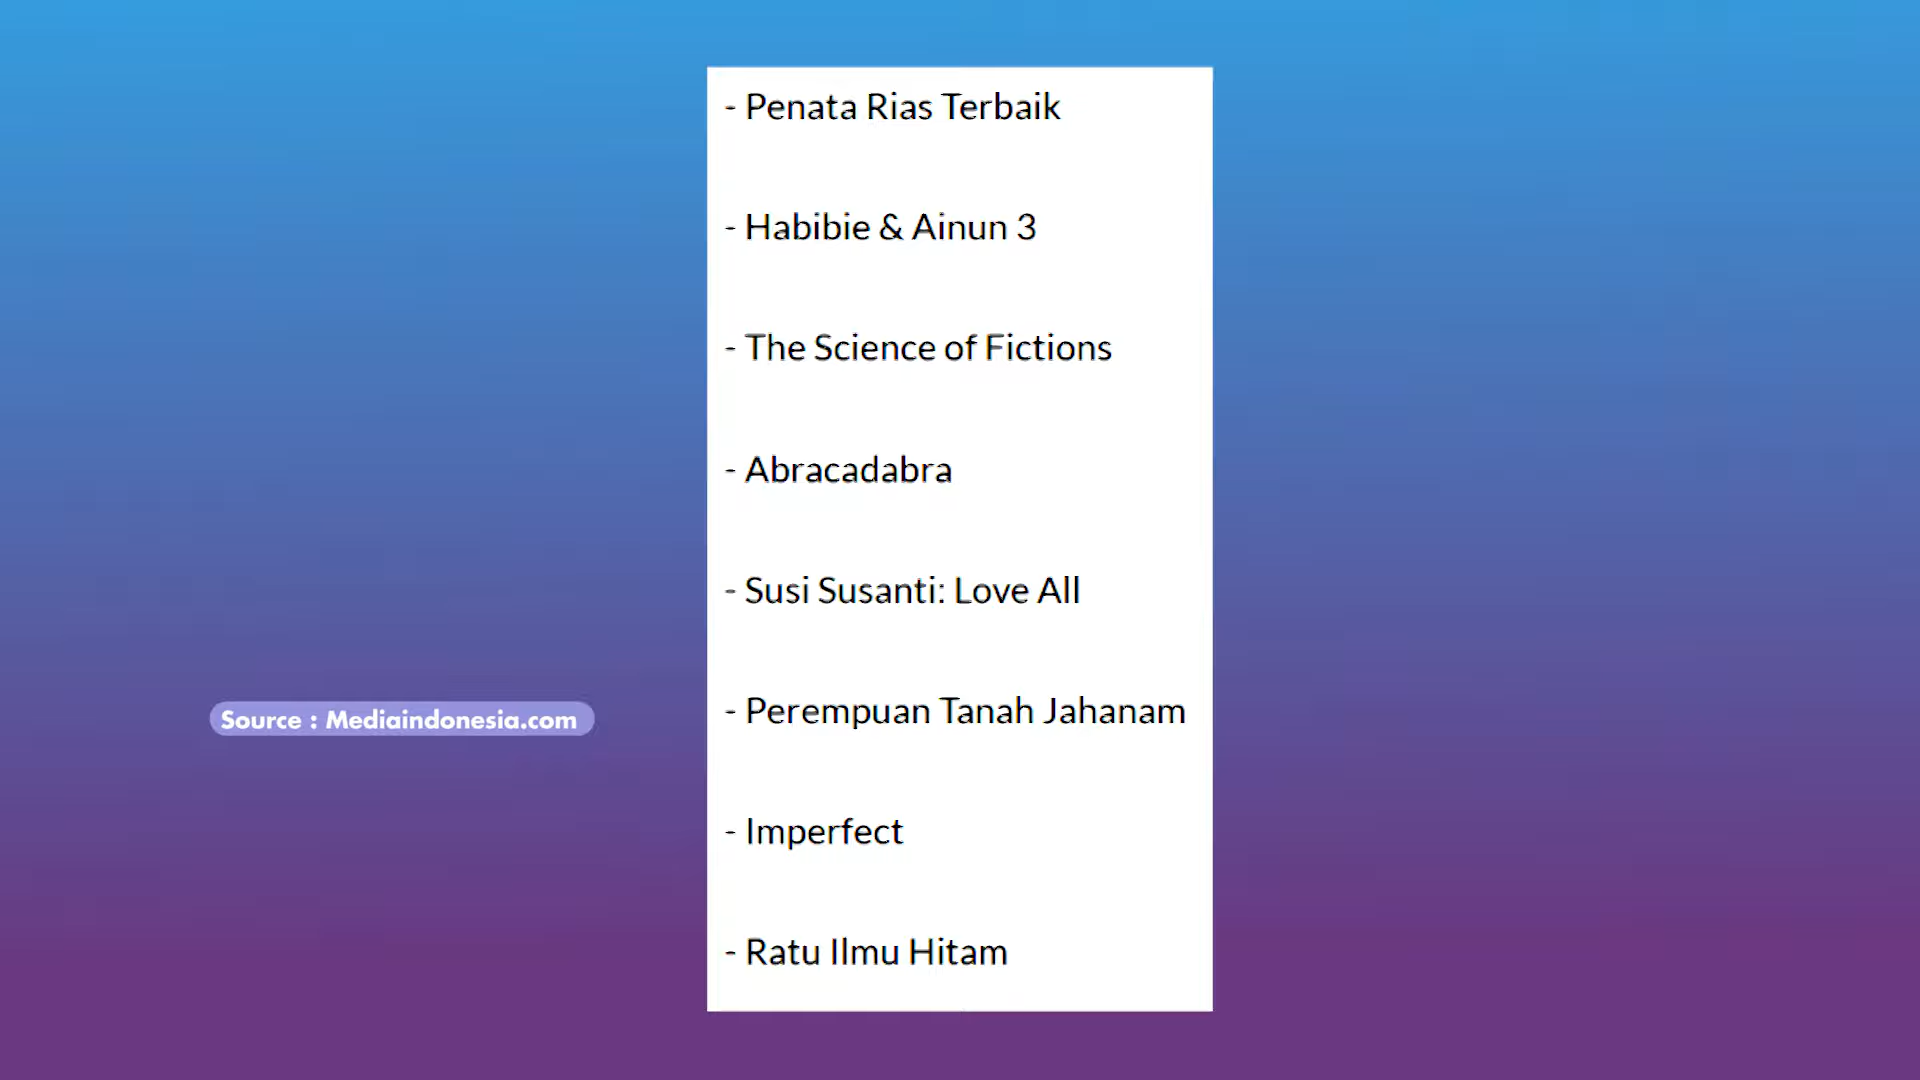 - Penata Rias Terbaik
- Habibie & Ainun 3
- The Science of Fictions
- Abracadabra
- Susi Susanti: Love All
- Perempuan Tanah Jahanam
Source : Mediaindonesia.com
- Imperfect
- Ratu Ilmu Hitam